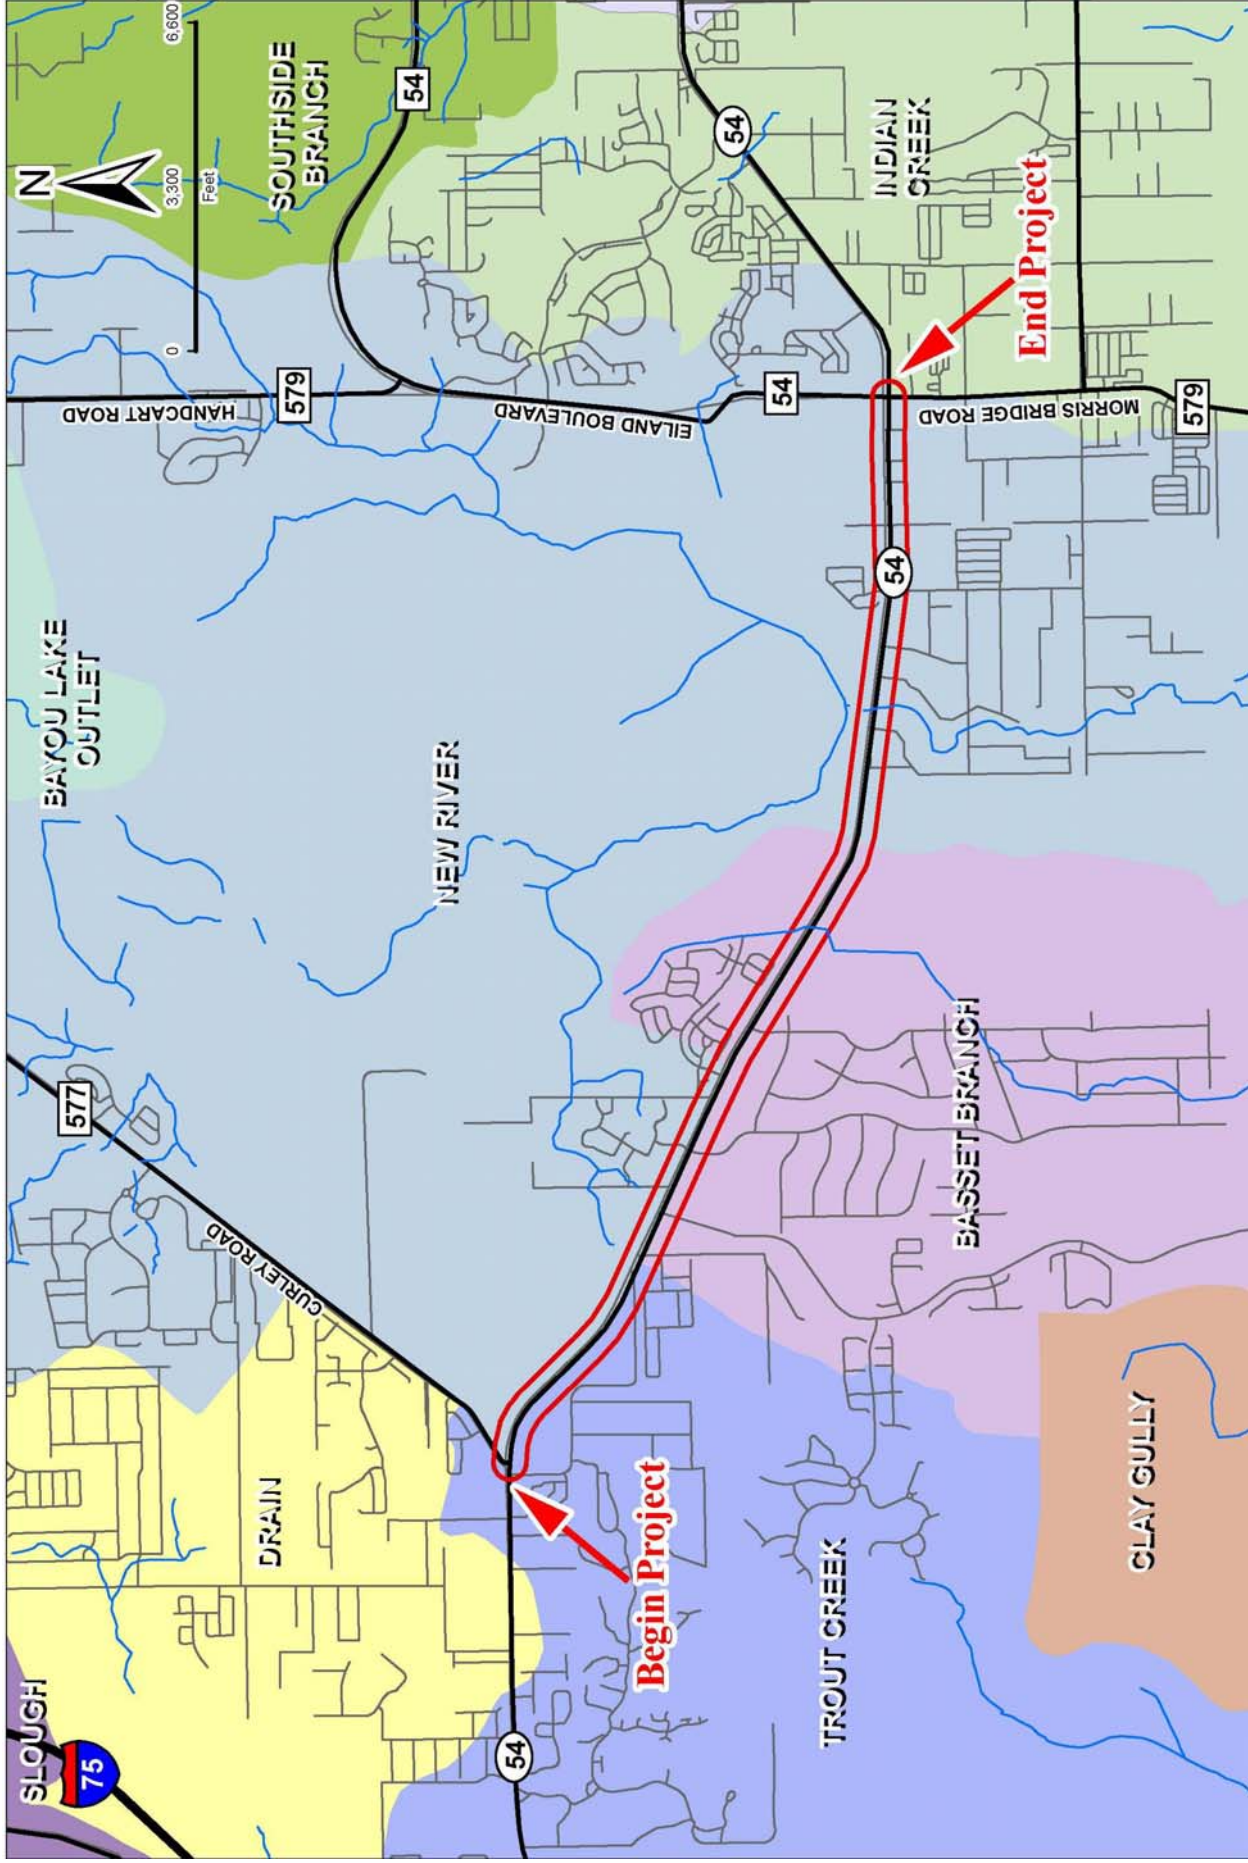 SLOUGH
75
DRAIN
577
CURLEY ROAD
BAYOU LAKE
OUTLET
NEW RIVER
HANDCART ROAD
579
EILAND BOULEVARD
54
SOUTHSIDE
BRANCH
54
N
0
3,300
6,600
Feet
54
Begin Project
TROUT CREEK
CLAY GULLY
BASSET BRANCH
54
End Project
MORRIS BRIDGE ROAD
579
54
INDIAN
CREEK